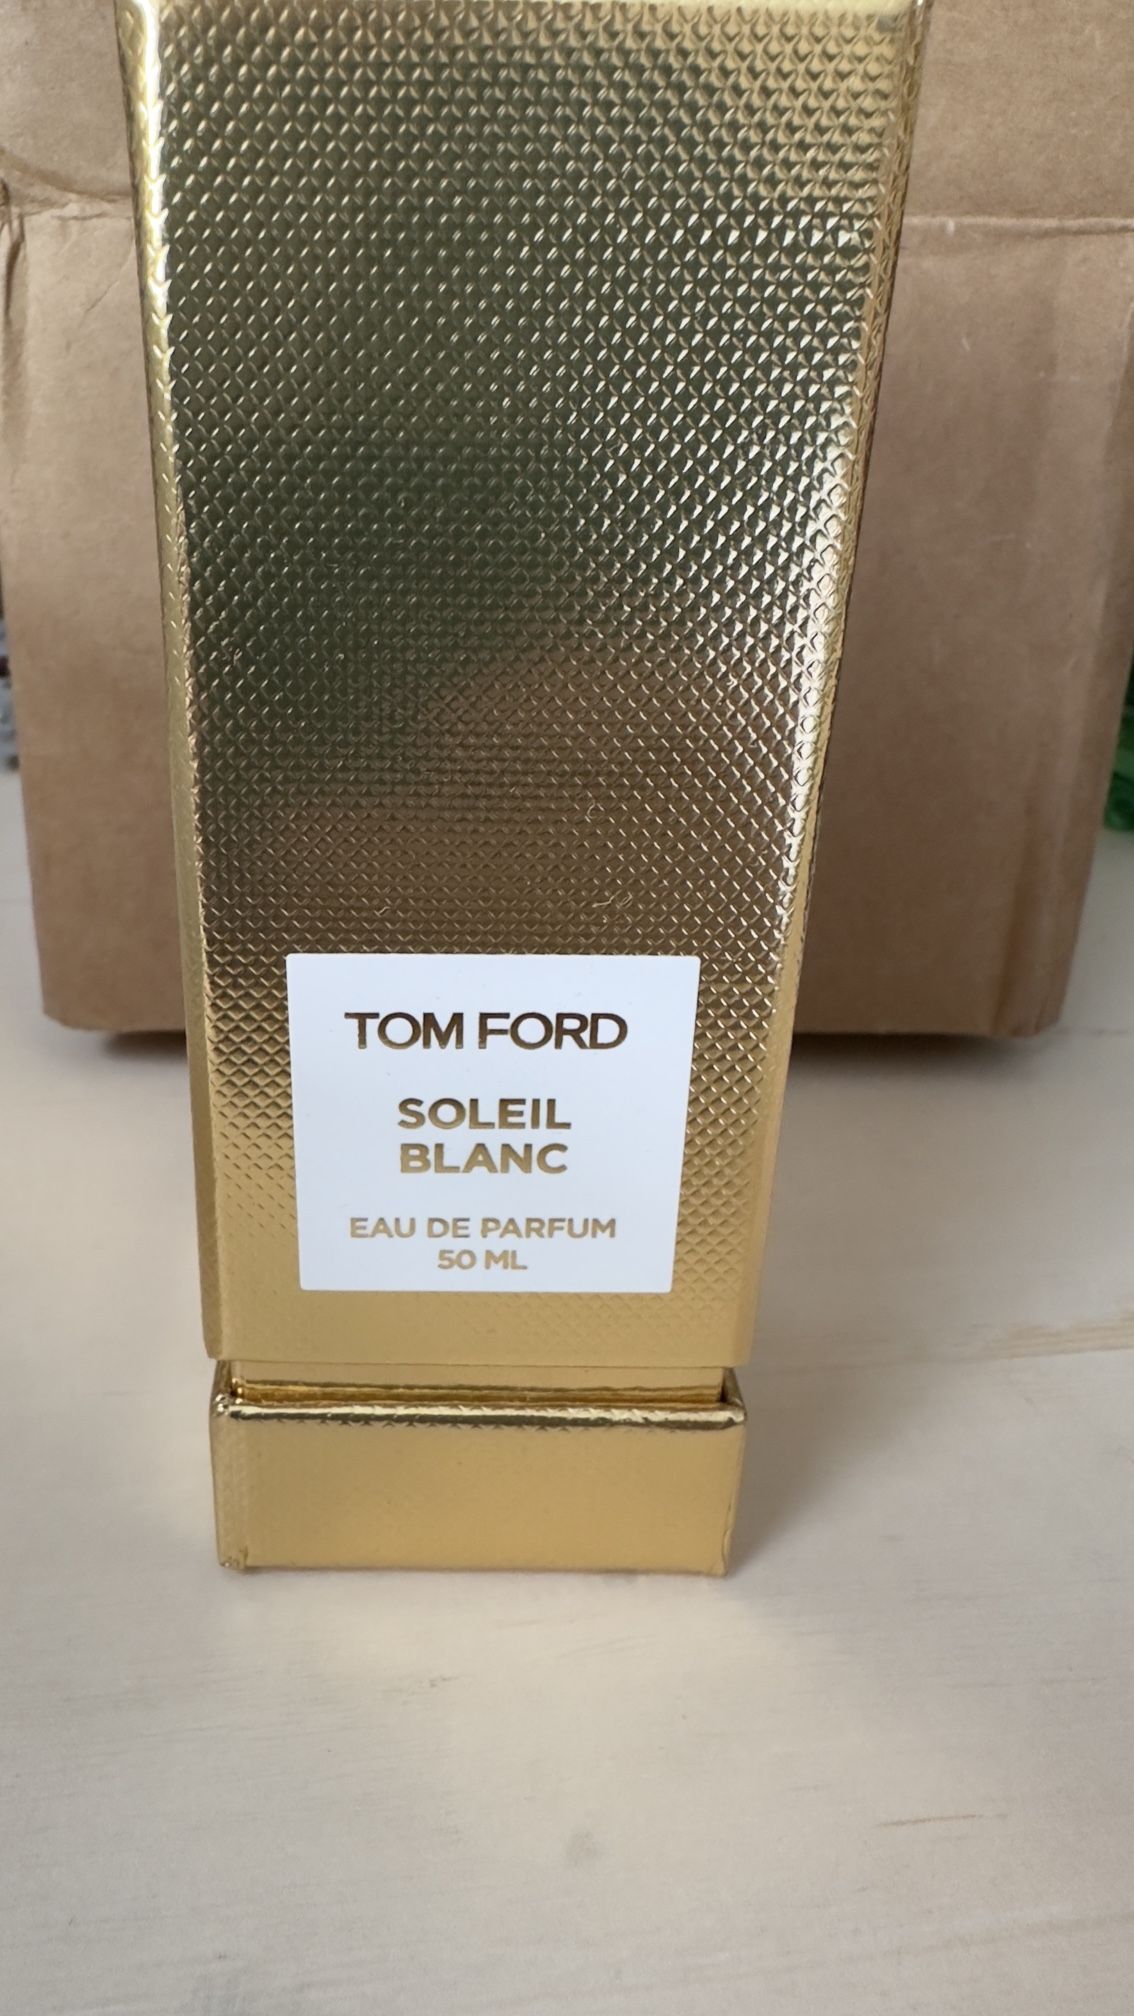 TOM FORD
SOLEIL
BLANC
EAU DE PARFUM
50 ML